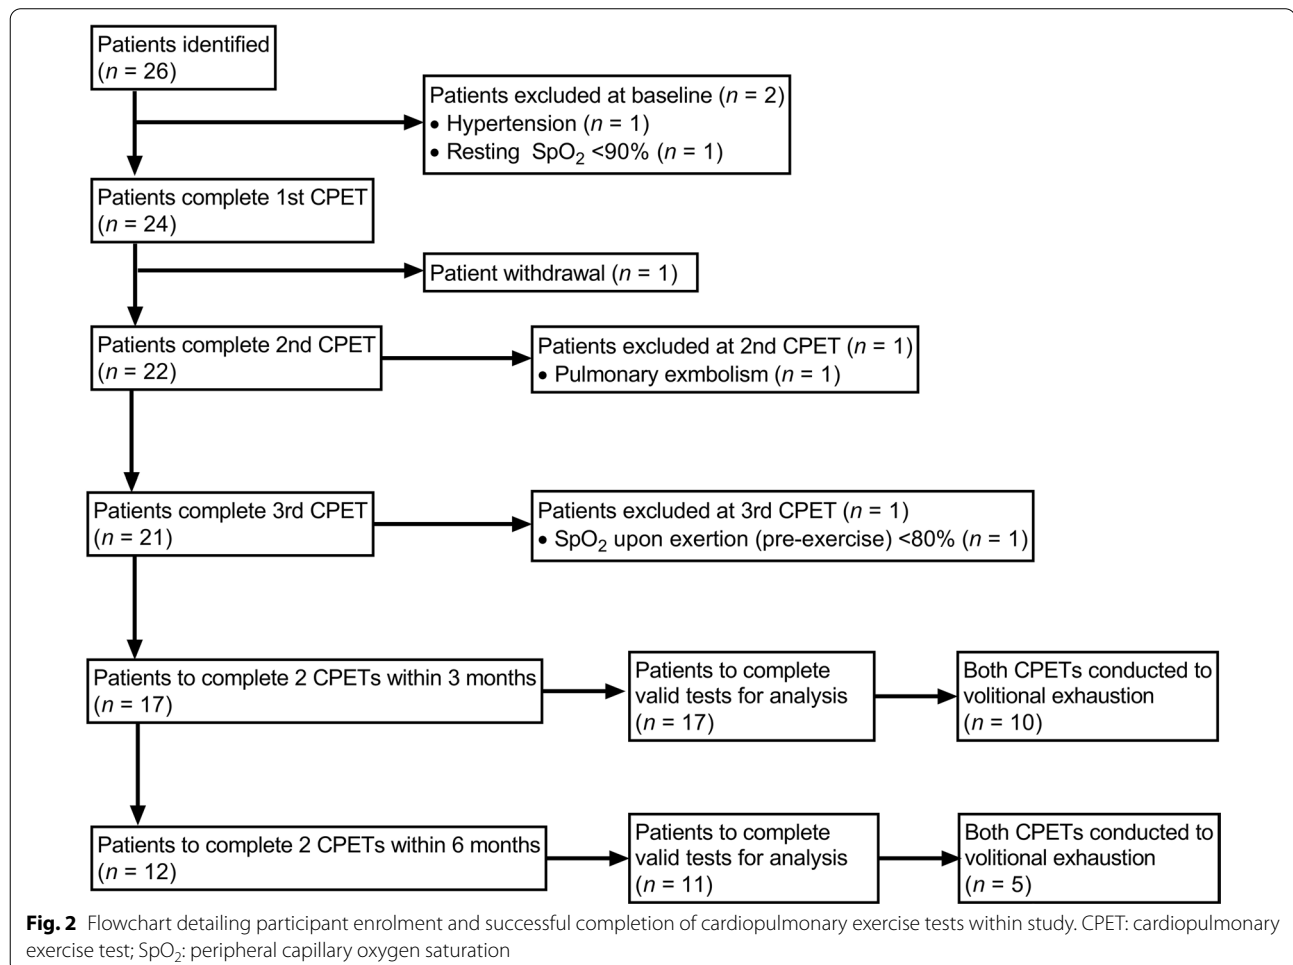 Patients identified
(n = 26)
Patients excluded at baseline (n = 2)
• Hypertension (n = 1)
• Resting SpO₂ <90% (n = 1)
Patients complete 1st CPET
(n = 24)
Patient withdrawal (n = 1)
Patients complete 2nd CPET
(n = 22)
Patients excluded at 2nd CPET (n = 1)
• Pulmonary exmbolism (n = 1)
Patients complete 3rd CPET
(n = 21)
Patients excluded at 3rd CPET (n = 1)
• SpO₂ upon exertion (pre-exercise) <80% (n = 1)
Patients to complete 2 CPETs within 3 months
(n = 17)
Patients to complete
valid tests for analysis
(n = 17)
Both CPETs conducted to
volitional exhaustion
(n = 10)
Patients to complete 2 CPETs within 6 months
(n = 12)
Patients to complete
valid tests for analysis
(n = 11)
Both CPETs conducted to
volitional exhaustion
(n = 5)
Fig. 2 Flowchart detailing participant enrolment and successful completion of cardiopulmonary exercise tests within study. CPET: cardiopulmonary
exercise test; SpO₂: peripheral capillary oxygen saturation